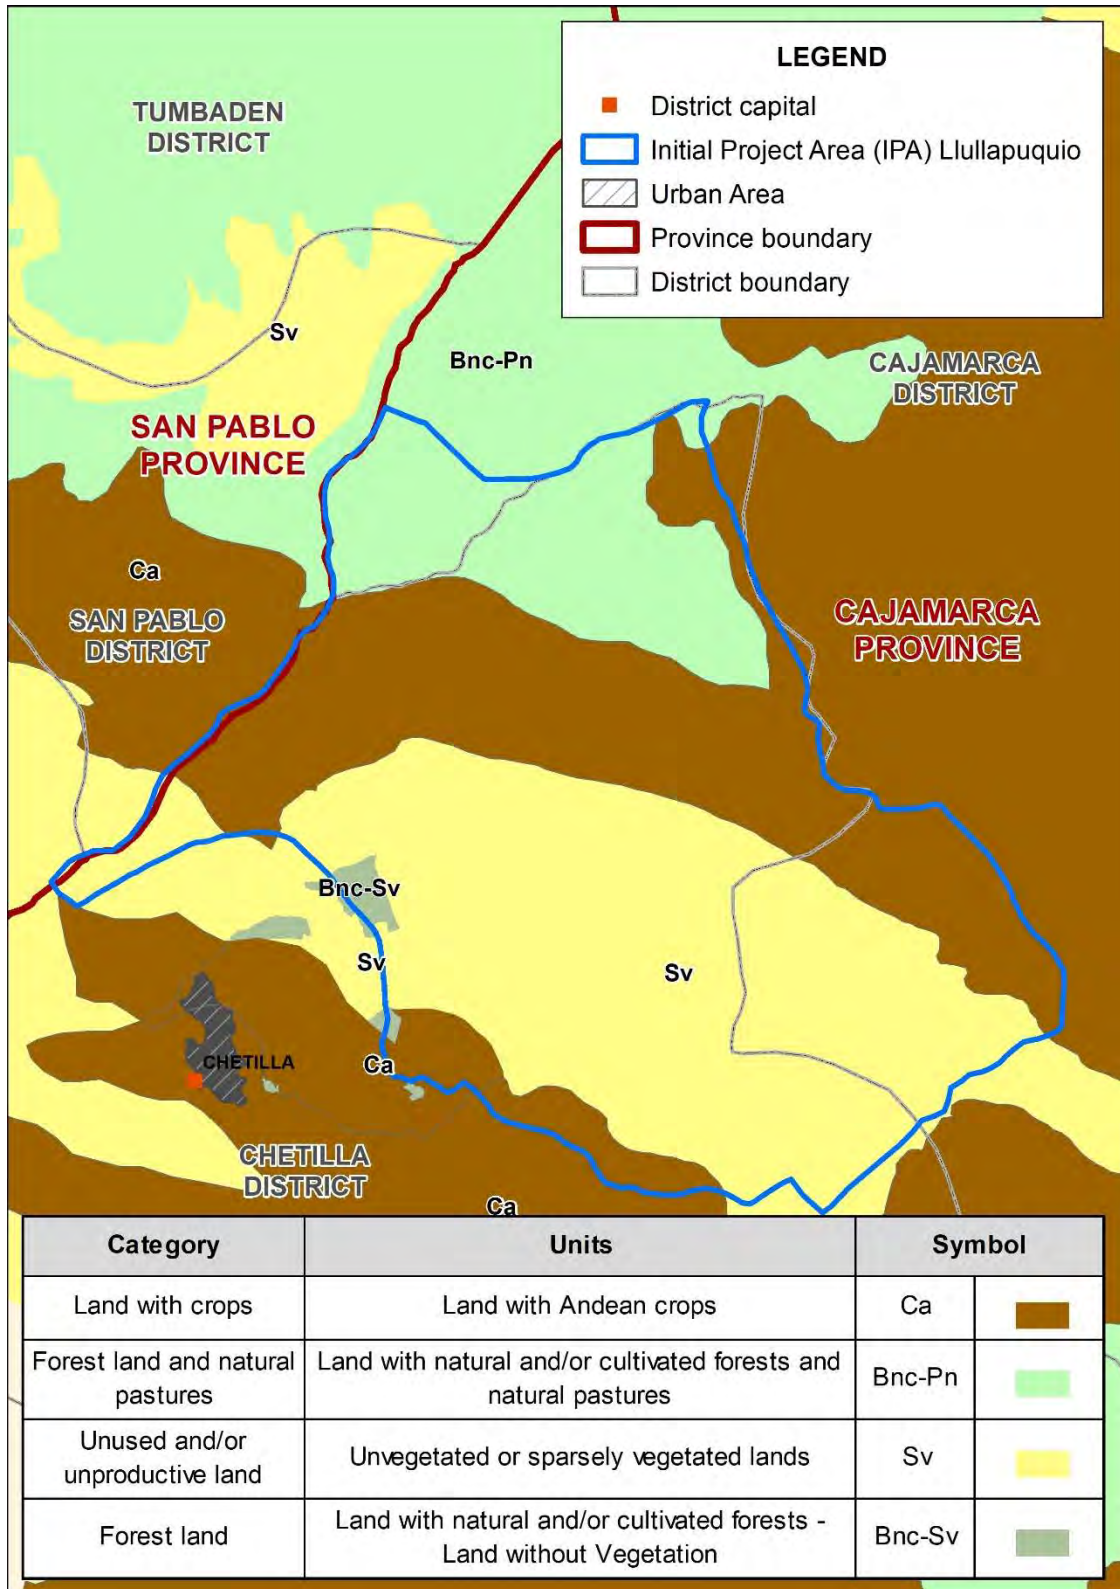 LEGEND
District capital
Initial Project Area (IPA) Llullapuquio
Urban Area
Province boundary
District boundary
TUMBADEN
DISTRICT
Sv
Bnc-Pn
CAJAMARCA
DISTRICT
SAN PABLO
PROVINCE
Ca
SAN PABLO
DISTRICT
CAJAMARCA
PROVINCE
Bnc-Sv
Sv
Sv
CHETILLA
Ca
CHETILLA
DISTRICT
Ca
Category Units Symbol
Land with crops Land with Andean crops Ca
Forest land and natural
pastures
Land with natural and/or cultivated forests and
natural pastures
Bnc-Pn
Unused and/or
unproductive land
Unvegetated or sparsely vegetated lands
Sv
Forest land
Land with natural and/or cultivated forests -
Land without Vegetation
Bnc-Sv